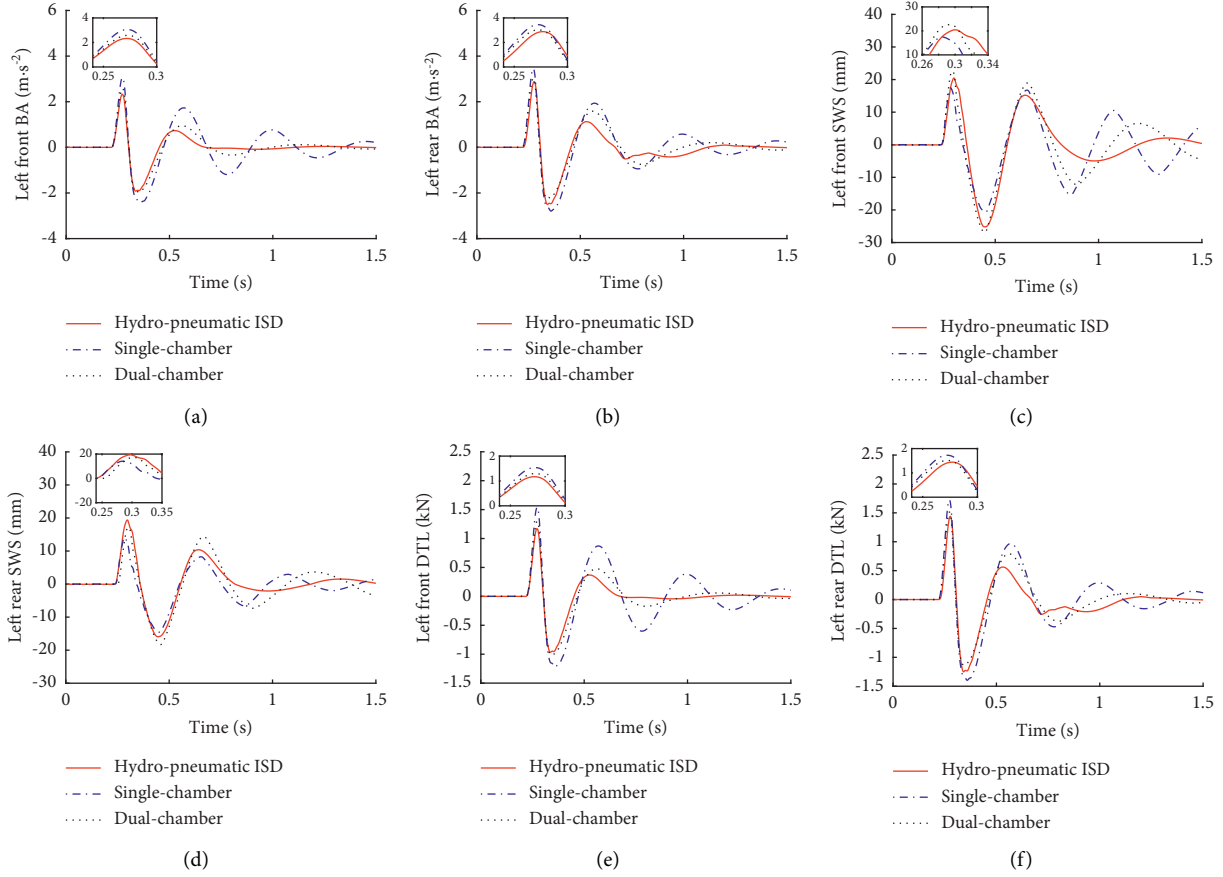 Left front BA (m·s-2)
6
4
2
0
-2
-4
4
2
0
0.25 0.3
0 0.5 1 1.5
Time (s)
Hydro-pneumatic ISD
Single-chamber
Dual-chamber
(a)
Left rear BA (m·s-2)
6
4
2
0
-2
4
4
2
0
0.25 0.3
0 0.5 1 1.5
Time (s)
Hydro-pneumatic ISD
Single-chamber
Dual-chamber
(b)
Left front SWS (mm)
40
30
20
10
0
-10
-20
-30
30
20
10
0.26 0.3 0.34
0 0.5 1 1.5
Time (s)
Hydro-pneumatic ISD
Single-chamber
Dual-chamber
(c)
Left rear SWS (mm)
40
30
20
10
0
-10
-20
-30
20
0
-20
0.25 0.3 0.35
0 0.5 1 1.5
Time (s)
Hydro-pneumatic ISD
Single-chamber
Dual-chamber
(d)
Left front DTL (kN)
2.5
2
1.5
1
0.5
0
-0.5
-1
-1.5
2
1
0
0.24 0.3
0 0.5 1 1.5
Time (s)
Hydro-pneumatic ISD
Single-chamber
Dual-chamber
(e)
Left rear DTL (kN)
2.5
2
1.5
1
0.5
0
-0.5
-1
-1.5
2
1
0
0.24 0.3
0 0.5 1 1.5
Time (s)
Hydro-pneumatic ISD
Single-chamber
Dual-chamber
(f)